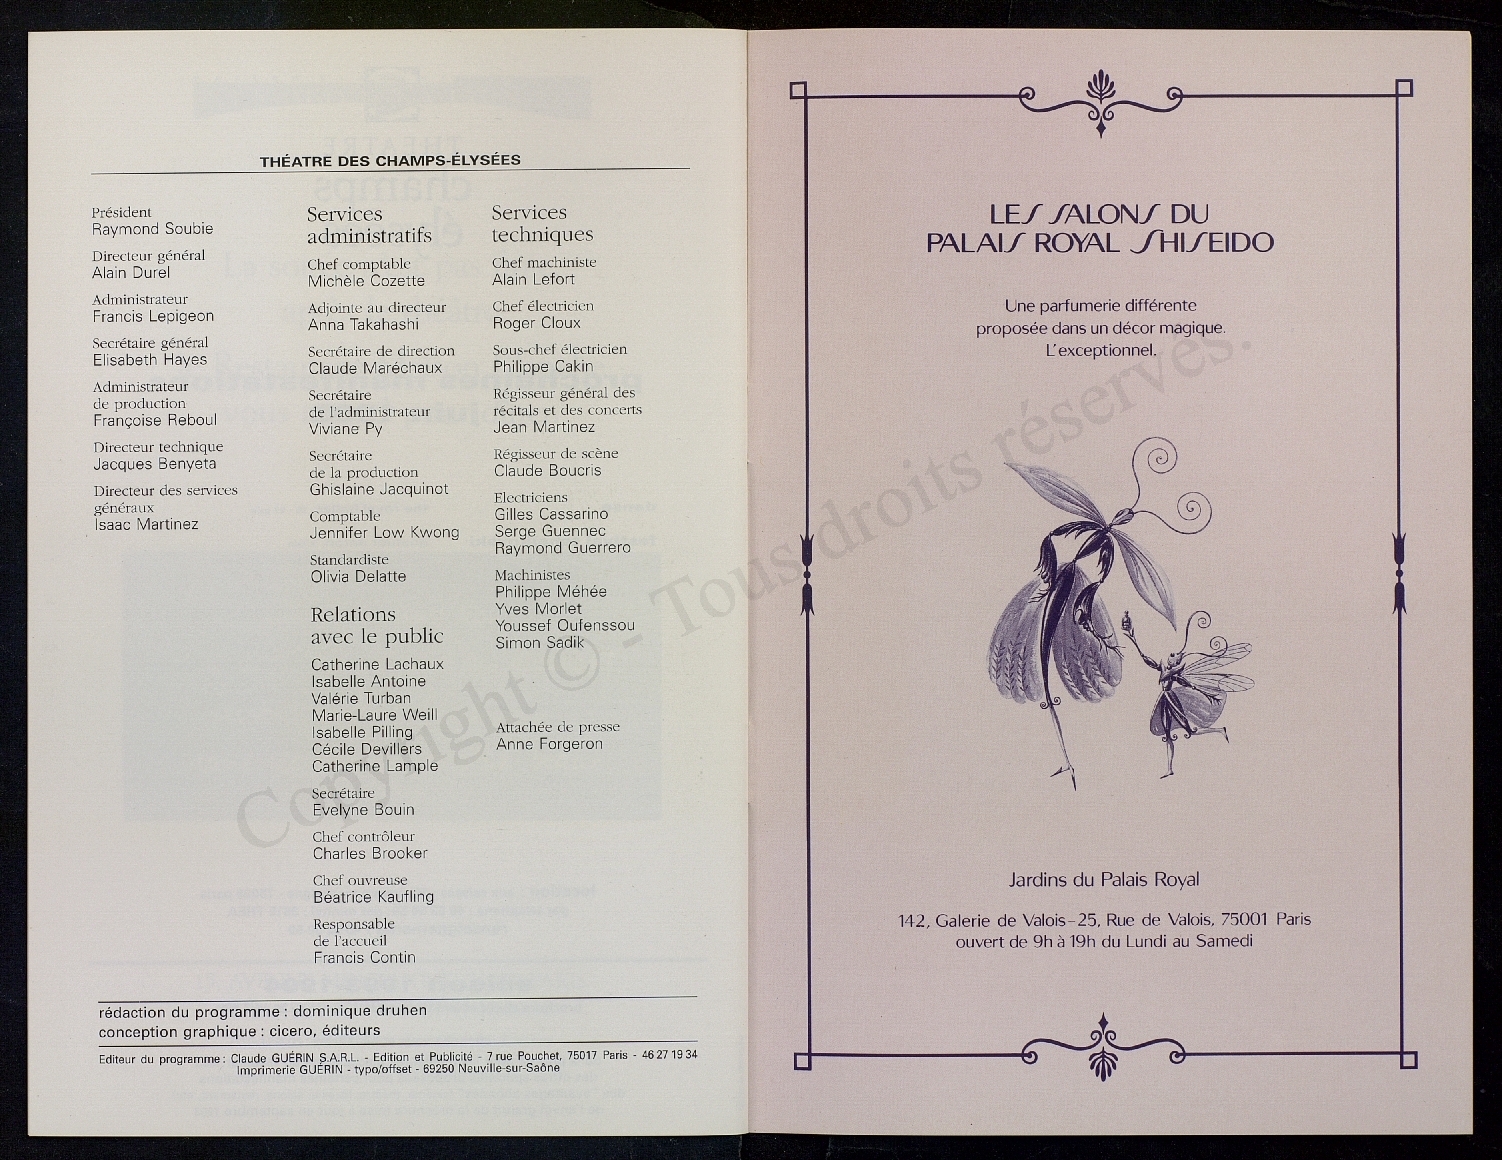 THÉATRE DES CHAMPS-ÉLYSÉES
Président
Raymond Soubie
Directeur général
Alain Durel
Administrateur
Francis Lepigeon
Secrétaire général
Elisabeth Hayes
Administrateur
de production
Françoise Reboul
Directeur technique
Jacques Benyeta
Directeur des services
généraux
Isaac Martinez
Services
administratifs
Chef comptable
Michèle Cozette
Adjointe au directeur
Anna Takahashi
Secrétaire de direction
Claude Maréchaux
Secrétaire
de l'administrateur
Viviane Py
Secrétaire
de la production
Ghislaine Jacquinot
Comptable
Jennifer Low Kwong
Standardiste
Olivia Delatte
Relations
avec le public
Catherine Lachaux
Isabelle Antoine
Valérie Turban
Marie-Laure Weill
Isabelle Pilling
Cécile Devillers
Catherine Lample
Secrétaire
Evelyne Bouin
Chef contrôleur
Charles Brooker
Chef ouvreuse
Béatrice Kaufling
Responsable
de l'accueil
Francis Contin
Services
techniques
Chef machiniste
Alain Lefort
Chef électricien
Roger Cloux
Sous-chef électricien
Philippe Cakin
Régisseur général des
récitals et des concerts
Jean Martinez
Régisseur de scène
Claude Boucris
Electriciens
Gilles Cassarino
Serge Guennec
Raymond Guerrero
Machinistes
Philippe Méhée
Yves Morlet
Youssef Oufenssou
Simon Sadik
Attachée de presse
Anne Forgeron
rédaction du programme : dominique druhen
conception graphique : cicero, éditeurs
Editeur du programme : Claude GUÉRIN S.A.R.L. - Edition et Publicité - 7 rue Pouchet, 75017 Paris - 46 27 19 34
Imprimerie GUÉRIN - typo/offset - 69250 Neuville-sur-Saône
LES SALONS DU
PALAIS ROYAL SHISEIDO
Une parfumerie différente
proposée dans un décor magique.
L'exceptionnel.
Jardins du Palais Royal
142, Galerie de Valois-25, Rue de Valois, 75001 Paris
ouvert de 9h à 19h du Lundi au Samedi
Copyright © - Tous droits réservés.